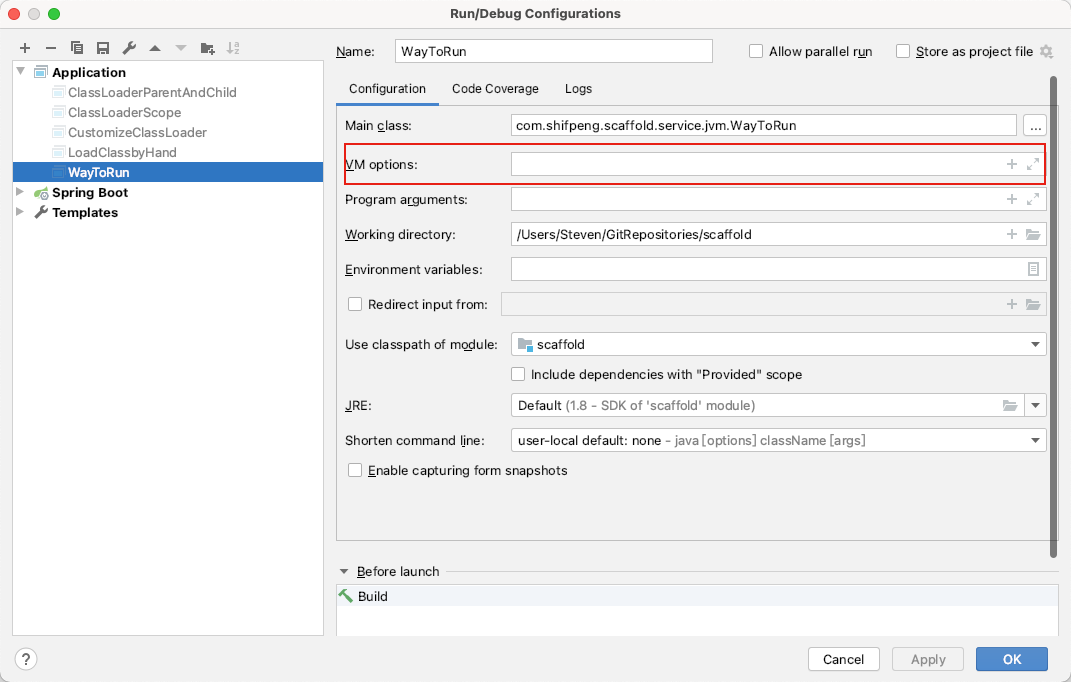 Run/Debug Configurations
Name: WayToRun Allow parallel run Store as project file
Application
ClassLoaderParentAndChild
ClassLoaderScope
CustomizeClassLoader
LoadClassbyHand
WayToRun
Spring Boot
Templates
Configuration Code Coverage Logs
Main class: com.shifpeng.scaffold.service.jvm.WayToRun ...
VM options:
Program arguments:
Working directory: /Users/Steven/GitRepositories/scaffold
Environment variables:
Redirect input from:
Use classpath of module: scaffold
Include dependencies with "Provided" scope
JRE: Default (1.8 - SDK of 'scaffold' module)
Shorten command line: user-local default: none - java [options] className [args]
Enable capturing form snapshots
Before launch
Build
? Cancel Apply OK